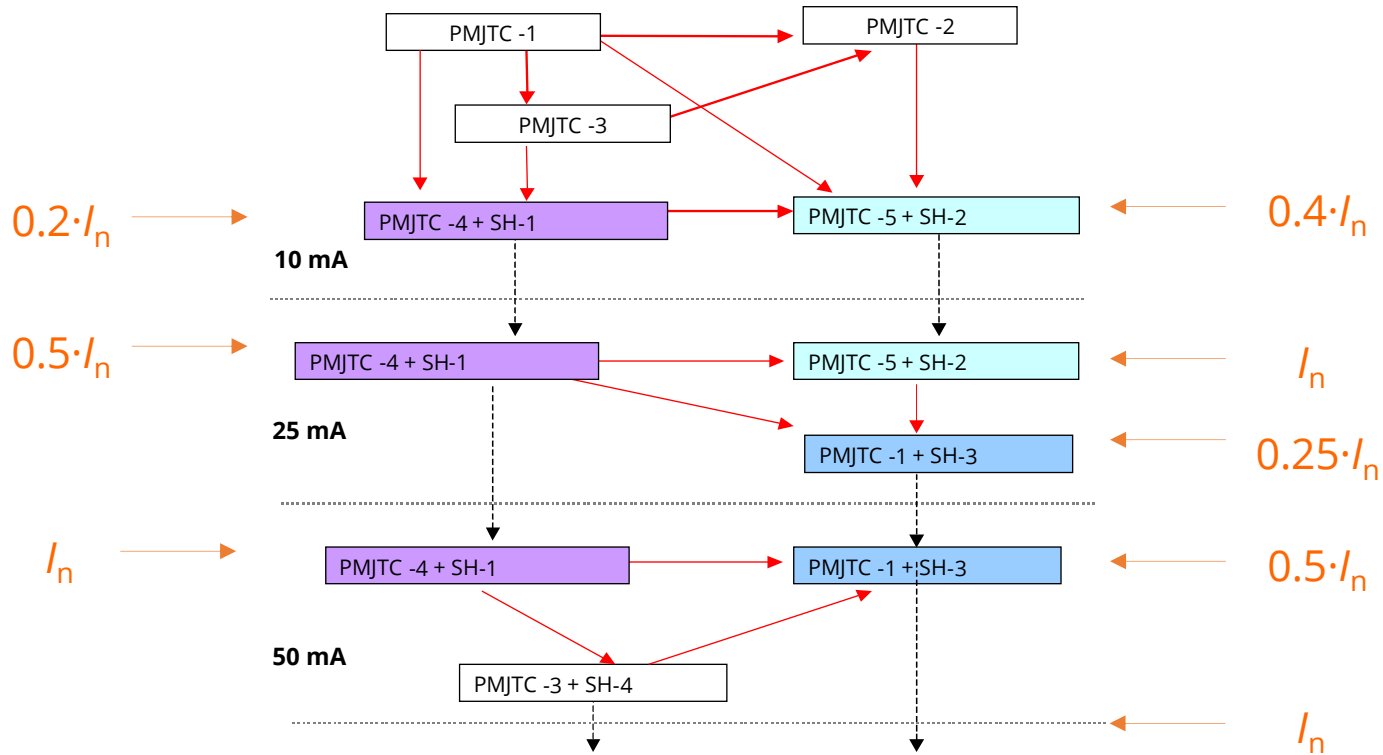 PMJTC -1
PMJTC -2
PMJTC -3
0.2·Iₙ
PMJTC -4 + SH-1
PMJTC -5 + SH-2
0.4·Iₙ
10 mA
0.5·Iₙ
PMJTC -4 + SH-1
PMJTC -5 + SH-2
Iₙ
25 mA
PMJTC -1 + SH-3
0.25·Iₙ
Iₙ
PMJTC -4 + SH-1
PMJTC -1 + SH-3
0.5·Iₙ
50 mA
PMJTC -3 + SH-4
Iₙ